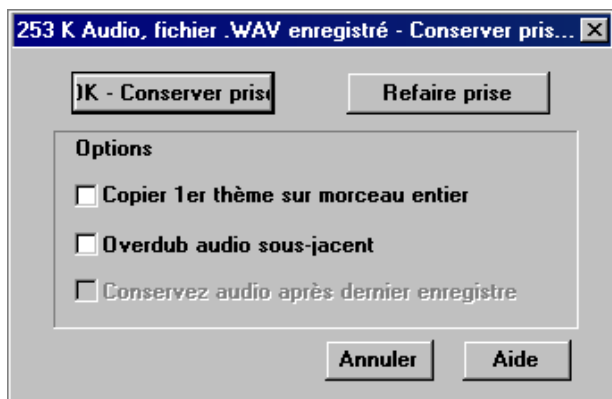 253 K Audio, fichier .WAV enregistré - Conserver pris...
OK - Conserver prise
Refaire prise
Options
Copier 1er thème sur morceau entier
Overdub audio sous-jacent
Conservez audio après dernier enregistre
Annuler
Aide